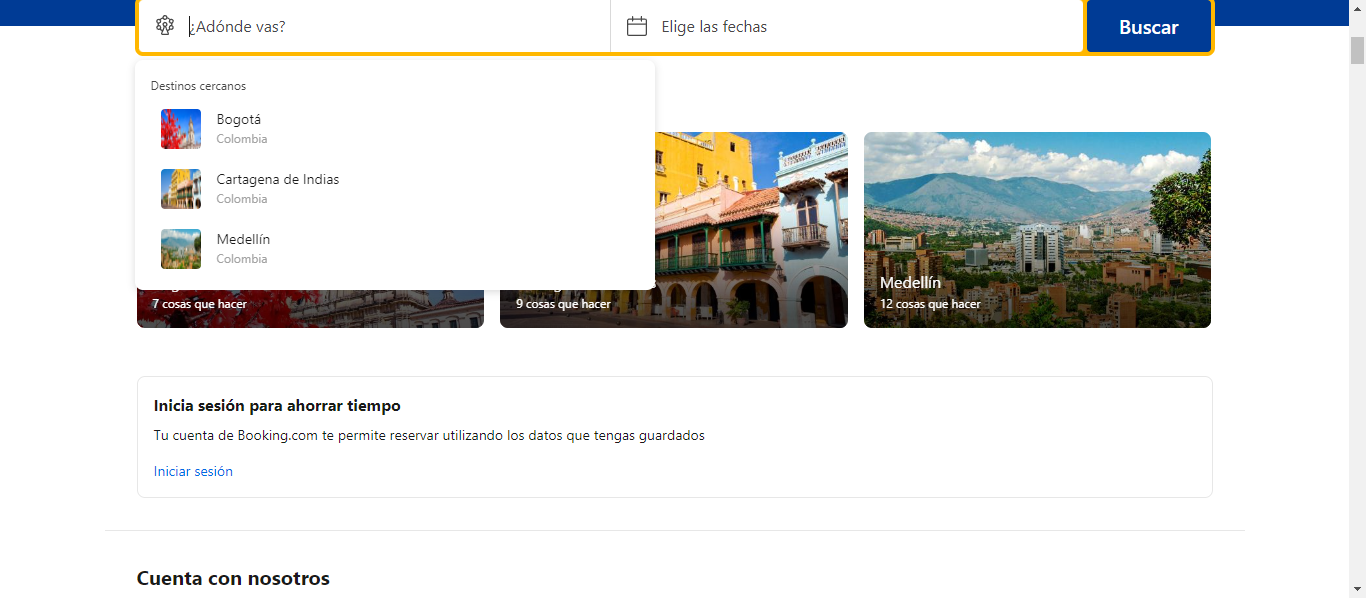 ¿Adónde vas?
Elige las fechas
Buscar
Destinos cercanos
Bogotá
Colombia
Cartagena de Indias
Colombia
Medellín
Colombia
7 cosas que hacer
9 cosas que hacer
Medellín
12 cosas que hacer
Inicia sesión para ahorrar tiempo
Tu cuenta de Booking.com te permite reservar utilizando los datos que tengas guardados
Iniciar sesión
Cuenta con nosotros